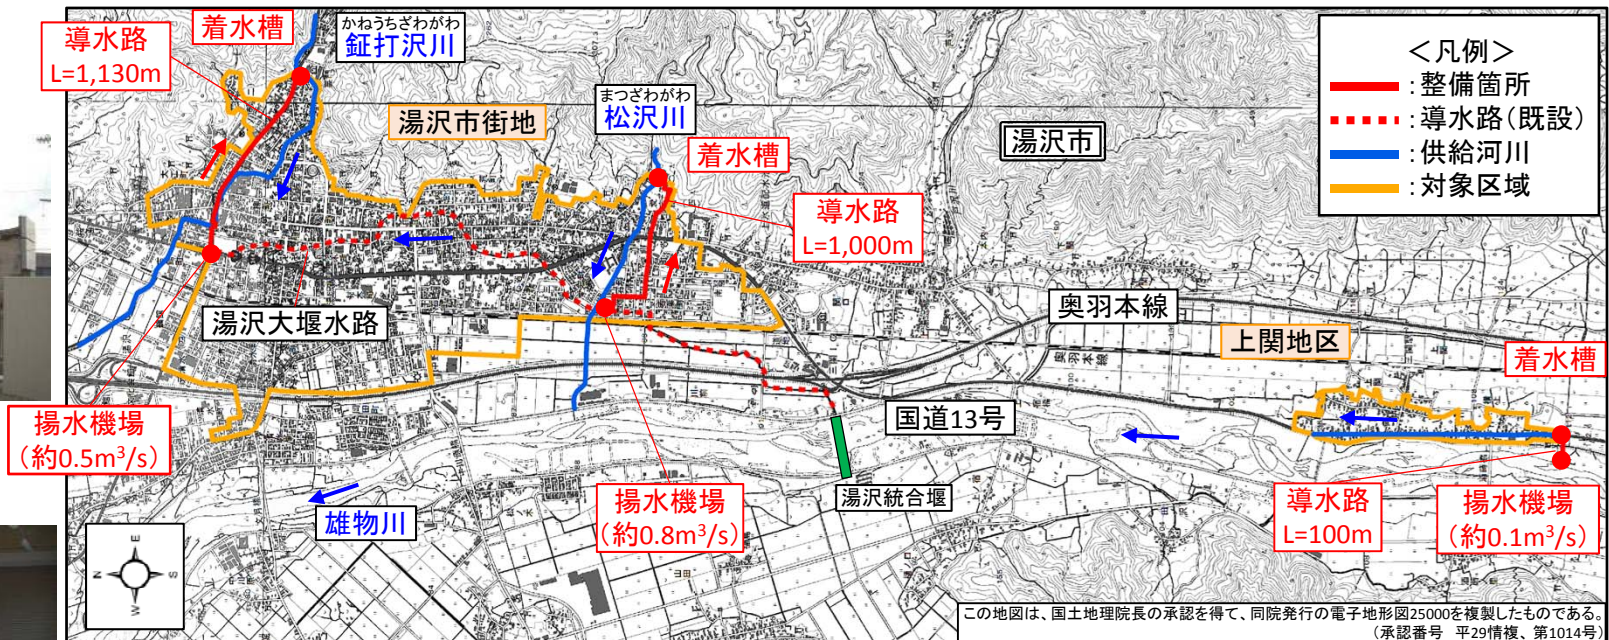 導水路
L=1,130m
着水槽
かねうちざわがわ
鉦打沢川
湯沢市街地
まつざわがわ
松沢川
着水槽
導水路
L=1,000m
湯沢市
＜凡例＞
：整備箇所
：導水路(既設)
：供給河川
：対象区域
湯沢大堰水路
奥羽本線
奥羽本線
上関地区
着水槽
揚水機場
（約0.5m³/s）
国道13号
揚水機場
（約0.8m³/s）
湯沢統合堰
雄物川
導水路
L=100m
揚水機場
（約0.1m³/s）
N
E
W
S
この地図は、国土地理院長の承認を得て、同院発行の電子地形図25000を複製したものである。
（承認番号 平29情複、第1014号）